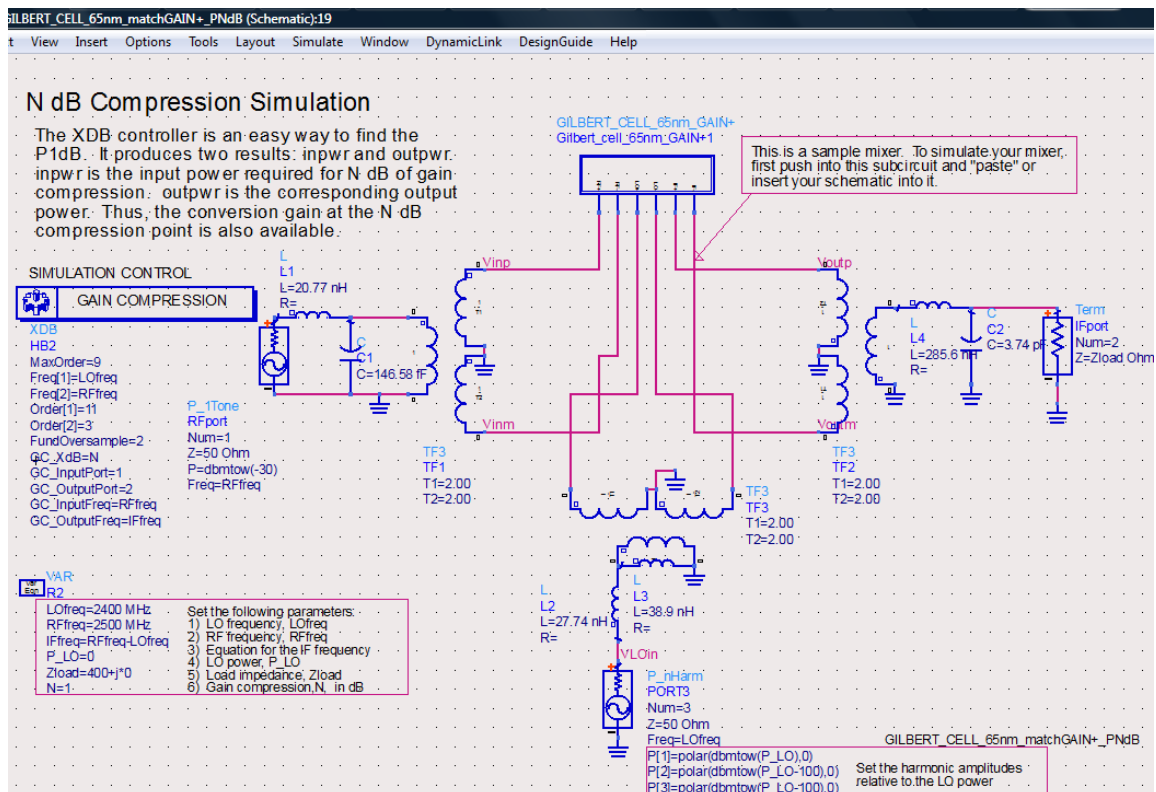 GILBERT_CELL_65nm_matchGAIN+_PNdB (Schematic):19
View Insert Options Tools Layout Simulate Window DynamicLink DesignGuide Help
N dB Compression Simulation
The XDB controller is an easy way to find the
P1dB. It produces two results: inpwr and outpwr.
inpwr is the input power required for N dB of gain
compression. outpwr is the corresponding output
power. Thus, the conversion gain at the N dB
compression point is also available.
GILBERT_CELL_65nm_GAIN+
Gilbert_cell_65nm_GAIN+1
This is a sample mixer. To simulate your mixer,
first push into this subcircuit and "paste" or
insert your schematic into it.
SIMULATION CONTROL
GAIN COMPRESSION
XDB
HB2
MaxOrder=9
Freq[1]=LOfreq
Freq[2]=RFfreq
Order[1]=11
Order[2]=3
FundOversample=2
GC_XdB=N
GC_InputPort=1
GC_OutputPort=2
GC_InputFreq=RFfreq
GC_OutputFreq=IFfreq
L
L1
L=20.77 nH
R=
C
C1
C=146.58 fF
P_1Tone
RFport
Num=1
Z=50 Ohm
P=dbmtow(-30)
Freq=RFfreq
Vinp
Vinm
TF3
TF1
T1=2.00
T2=2.00
Voutp
Voutm
TF3
TF2
T1=2.00
T2=2.00
L
L4
L=285.6 nH
R=
C
C2
C=3.74 pF
Term
IFport
Num=2
Z=Zload Ohm
TF3
TF3
T1=2.00
T2=2.00
L
L2
L=27.74 nH
R=
L
L3
L=38.9 nH
R=
VLOin
P_nHarm
PORT3
Num=3
Z=50 Ohm
Freq=LOfreq
P[1]=polar(dbmtow(P_LO),0)
P[2]=polar(dbmtow(P_LO-100),0)
P[3]=polar(dbmtow(P_LO-100),0)
GILBERT_CELL_65nm_matchGAIN+_PNdB
Set the harmonic amplitudes
relative to the LO power
Var
Eqn
VAR
R2
LOfreq=2400 MHz
RFfreq=2500 MHz
IFfreq=RFfreq-LOfreq
P_LO=0
Zload=400+j*0
N=1
Set the following parameters:
1) LO frequency, LOfreq
2) RF frequency, RFfreq
3) Equation for the IF frequency
4) LO power, P_LO
5) Load impedance, Zload
6) Gain compression,N, in dB